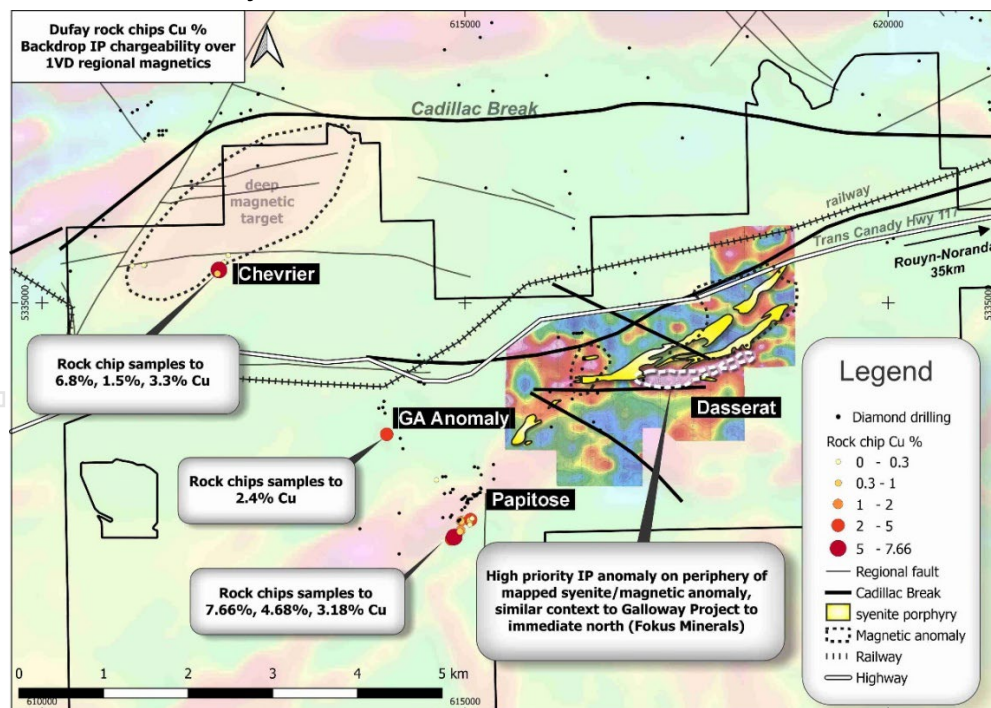 Dufay rock chips Cu %
Backdrop IP chargeability over
1VD regional magnetics
615000
620000
Cadillac Break
deep
magnetic
target
railway
Trans Canady Hwy 117
Rouyn-Noranda
35km
Chevrier
5335000
5335000
Rock chip samples to
6.8%, 1.5%, 3.3% Cu
GA Anomaly
Dasserat
Rock chips samples to
2.4% Cu
Papitose
Rock chips samples to
7.66%, 4.68%, 3.18% Cu
High priority IP anomaly on periphery of
mapped syenite/magnetic anomaly,
similar context to Galloway Project to
immediate north (Fokus Minerals)
Legend
Diamond drilling
Rock chip Cu %
0 - 0.3
0.3 - 1
1 - 2
2 - 5
5 - 7.66
Regional fault
Cadillac Break
syenite porphyry
Magnetic anomaly
Railway
Highway
0 1 2 3 4 5 km
610000
615000